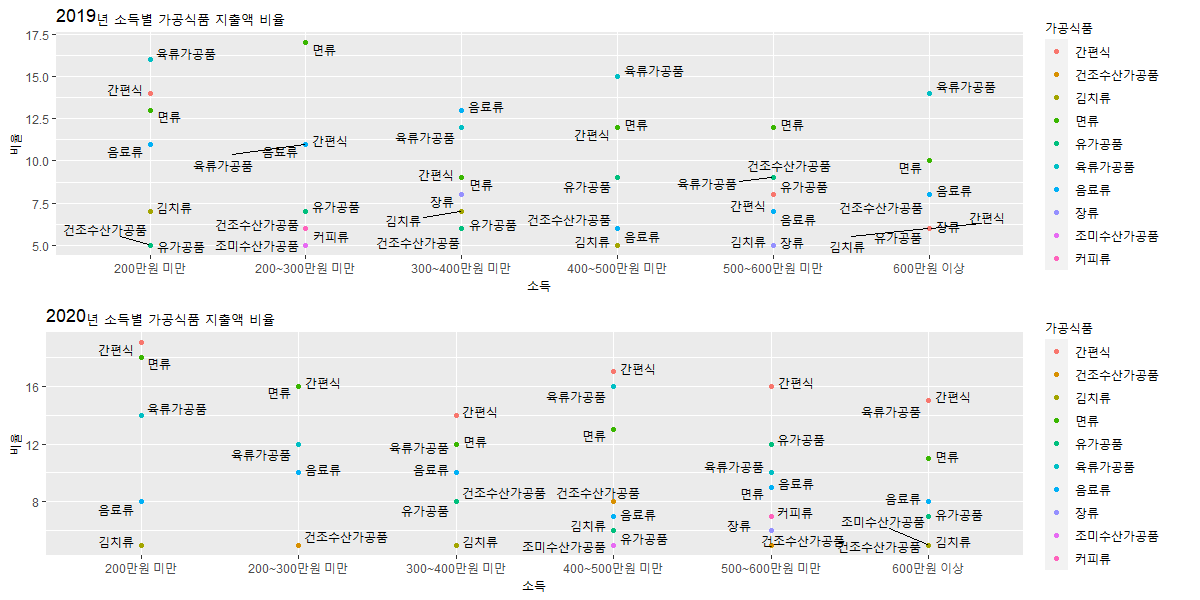 2019년 소득별 가공식품 지출액 비율
가공식품
17.5
15.0
12.5
10.0
7.5
5.0
비율
육류가공품
간편식
면류
음료류
김치류
건조수산가공품
유가공품
면류
간편식
음료류
육류가공품
유가공품
건조수산가공품
커피류
조미수산가공품
음료류
육류가공품
간편식
면류
장류
김치류
유가공품
건조수산가공품
육류가공품
면류
간편식
유가공품
건조수산가공품
음료류
김치류
면류
건조수산가공품
육류가공품
유가공품
간편식
음료류
김치류
장류
육류가공품
면류
음료류
건조수산가공품
간편식
장류
유가공품
김치류
200만원 미만
200~300만원 미만
300~400만원 미만
400~500만원 미만
500~600만원 미만
600만원 이상
소득
간편식
건조수산가공품
김치류
면류
유가공품
육류가공품
음료류
장류
조미수산가공품
커피류
2020년 소득별 가공식품 지출액 비율
가공식품
16
12
8
비율
간편식
면류
육류가공품
음료류
김치류
간편식
면류
육류가공품
음료류
건조수산가공품
간편식
면류
육류가공품
음료류
건조수산가공품
유가공품
김치류
간편식
육류가공품
면류
건조수산가공품
음료류
김치류
유가공품
조미수산가공품
간편식
유가공품
육류가공품
음료류
면류
커피류
장류
건조수산가공품
간편식
육류가공품
면류
음료류
유가공품
조미수산가공품
김치류
건조수산가공품
200만원 미만
200~300만원 미만
300~400만원 미만
400~500만원 미만
500~600만원 미만
600만원 이상
소득
간편식
건조수산가공품
김치류
면류
유가공품
육류가공품
음료류
장류
조미수산가공품
커피류